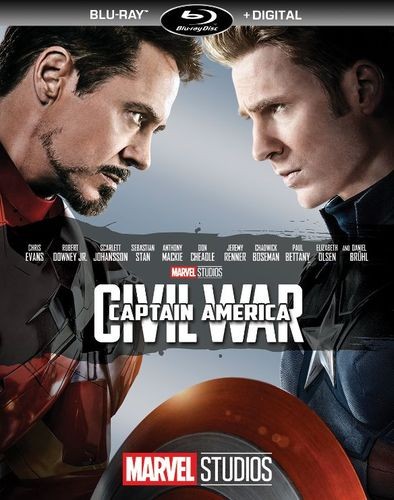 BLU-RAY™ Blu-ray Disc + DIGITAL
CHRIS EVANS ROBERT DOWNEY JR. SCARLETT JOHANSSON SEBASTIAN STAN ANTHONY MACKIE DON CHEADLE JEREMY RENNER CHADWICK BOSEMAN PAUL BETTANY ELIZABETH OLSEN AND DANIEL BRÜHL
MARVEL STUDIOS
CAPTAIN AMERICA
CIVIL WAR
MARVEL STUDIOS